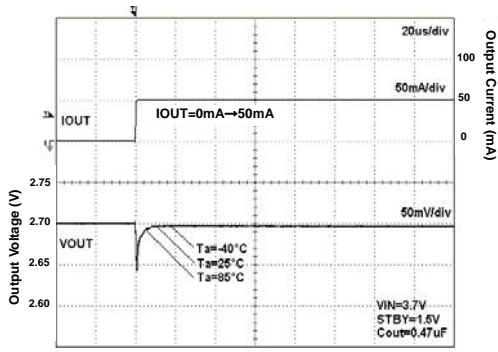 20us/div
100
50mA/div
50
IOUT=0mA→50mA
IOUT
0
Output Current (mA)
2.75
2.70
50mV/div
VOUT
Ta=-40°C
2.65
Ta=25°C
Ta=85°C
2.60
VIN=3.7V
STBY=1.5V
Cout=0.47uF
2.55
Output Voltage (V)